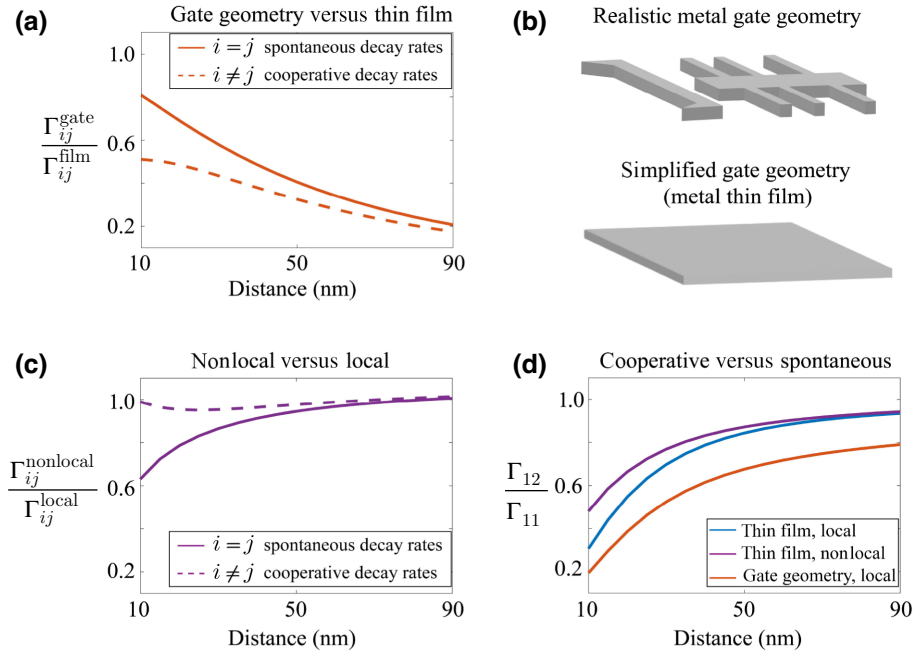 (a)
Gate geometry versus thin film
i = j spontaneous decay rates
i ≠ j cooperative decay rates
Γ_ij^gate
Γ_ij^film
1.0
0.6
0.2
10 50 90
Distance (nm)
(b)
Realistic metal gate geometry
Simplified gate geometry
(metal thin film)
(c)
Nonlocal versus local
Γ_ij^nonlocal
Γ_ij^local
1.0
0.6
0.2
i = j spontaneous decay rates
i ≠ j cooperative decay rates
10 50 90
Distance (nm)
(d)
Cooperative versus spontaneous
Γ_12
Γ_11
1.0
0.6
0.2
Thin film, local
Thin film, nonlocal
Gate geometry, local
10 50 90
Distance (nm)